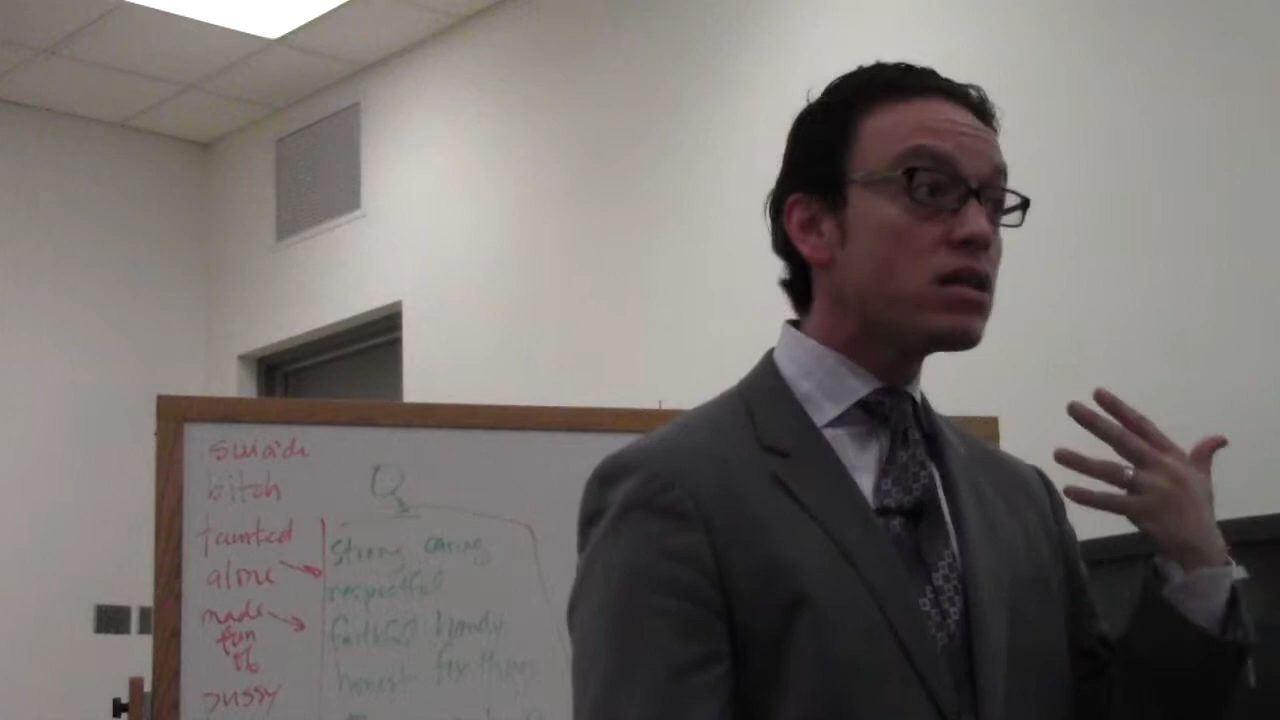 suicide
bitch
taunted
alone
made
fun
of
pussy
strong caring
respectful
faithful handy
honest fix things